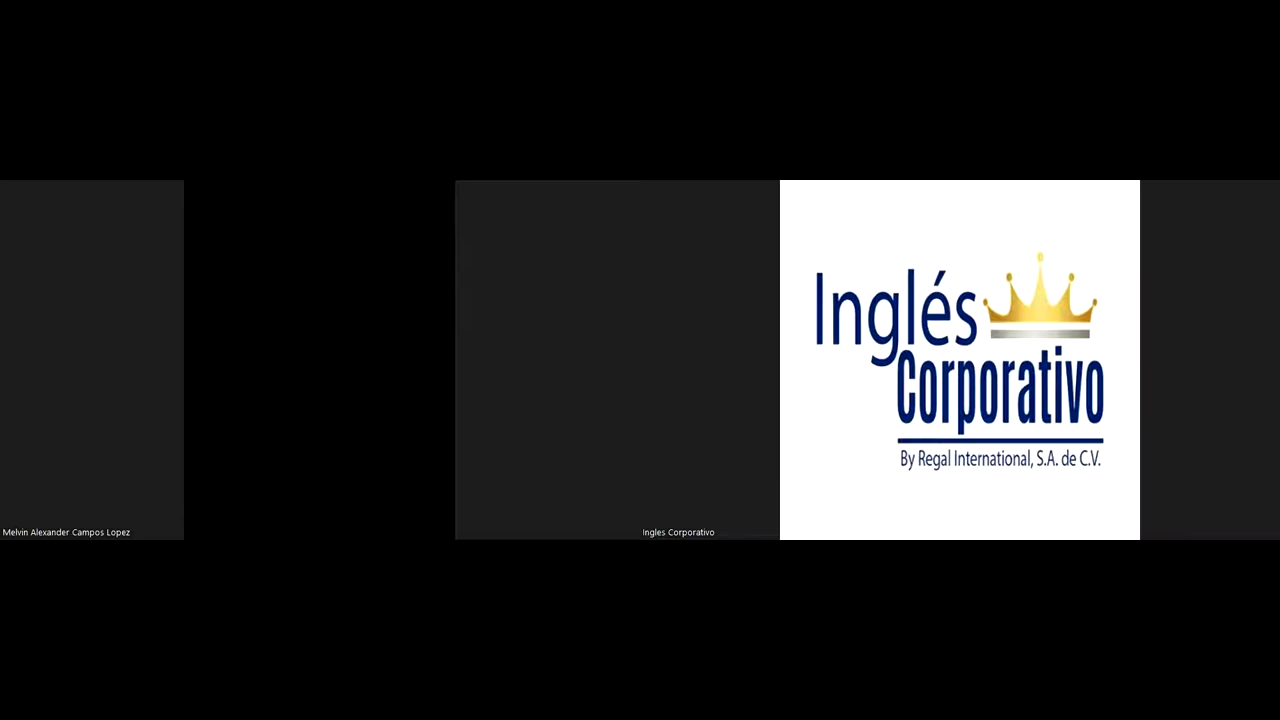 Inglés
Corporativo
By Regal International, S.A. de C.V.
Melvin Alexander Campos Lopez
Ingles Corporativo